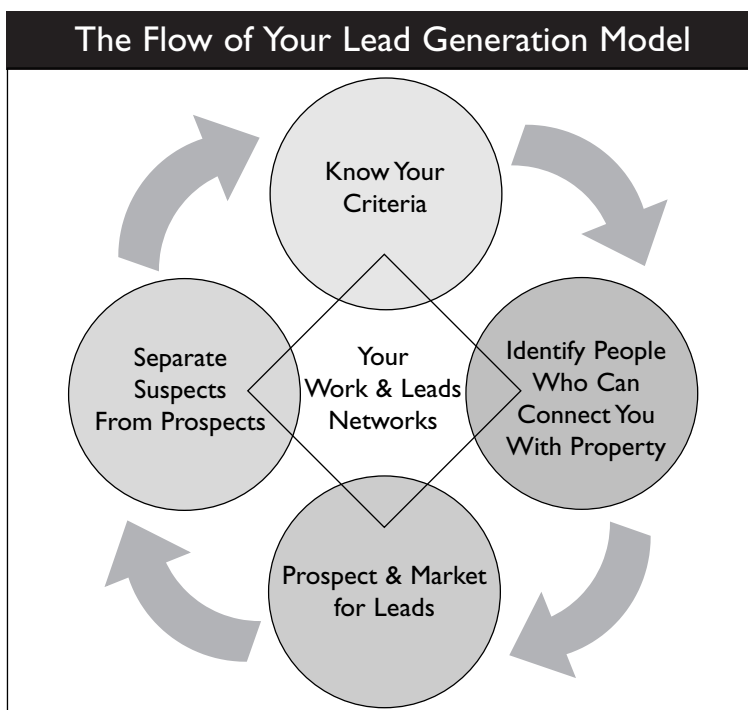 The Flow of Your Lead Generation Model
Know Your
Criteria
Identify People
Who Can
Connect You
With Property
Prospect & Market
for Leads
Separate
Suspects
From Prospects
Your
Work & Leads
Networks